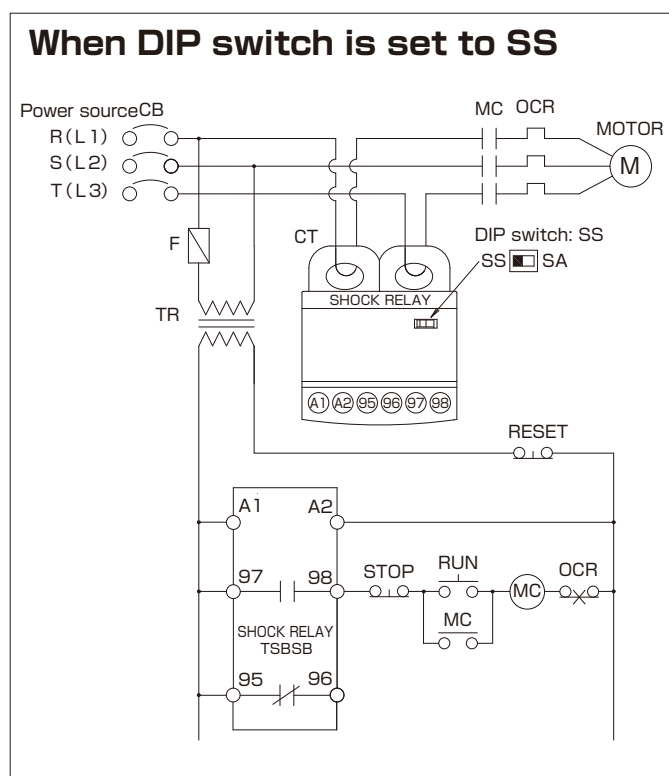 When DIP switch is set to SS
Power source CB
MC OCR
R(L1)
MOTOR
S(L2)
M
T(L3)
CT
DIP switch: SS
F
SS SA
SHOCK RELAY
TR
A1 A2 95 96 97 98
RESET
A1 A2
97 98 STOP RUN OCR
MC
MC
SHOCK RELAY
TSBSB
95 96